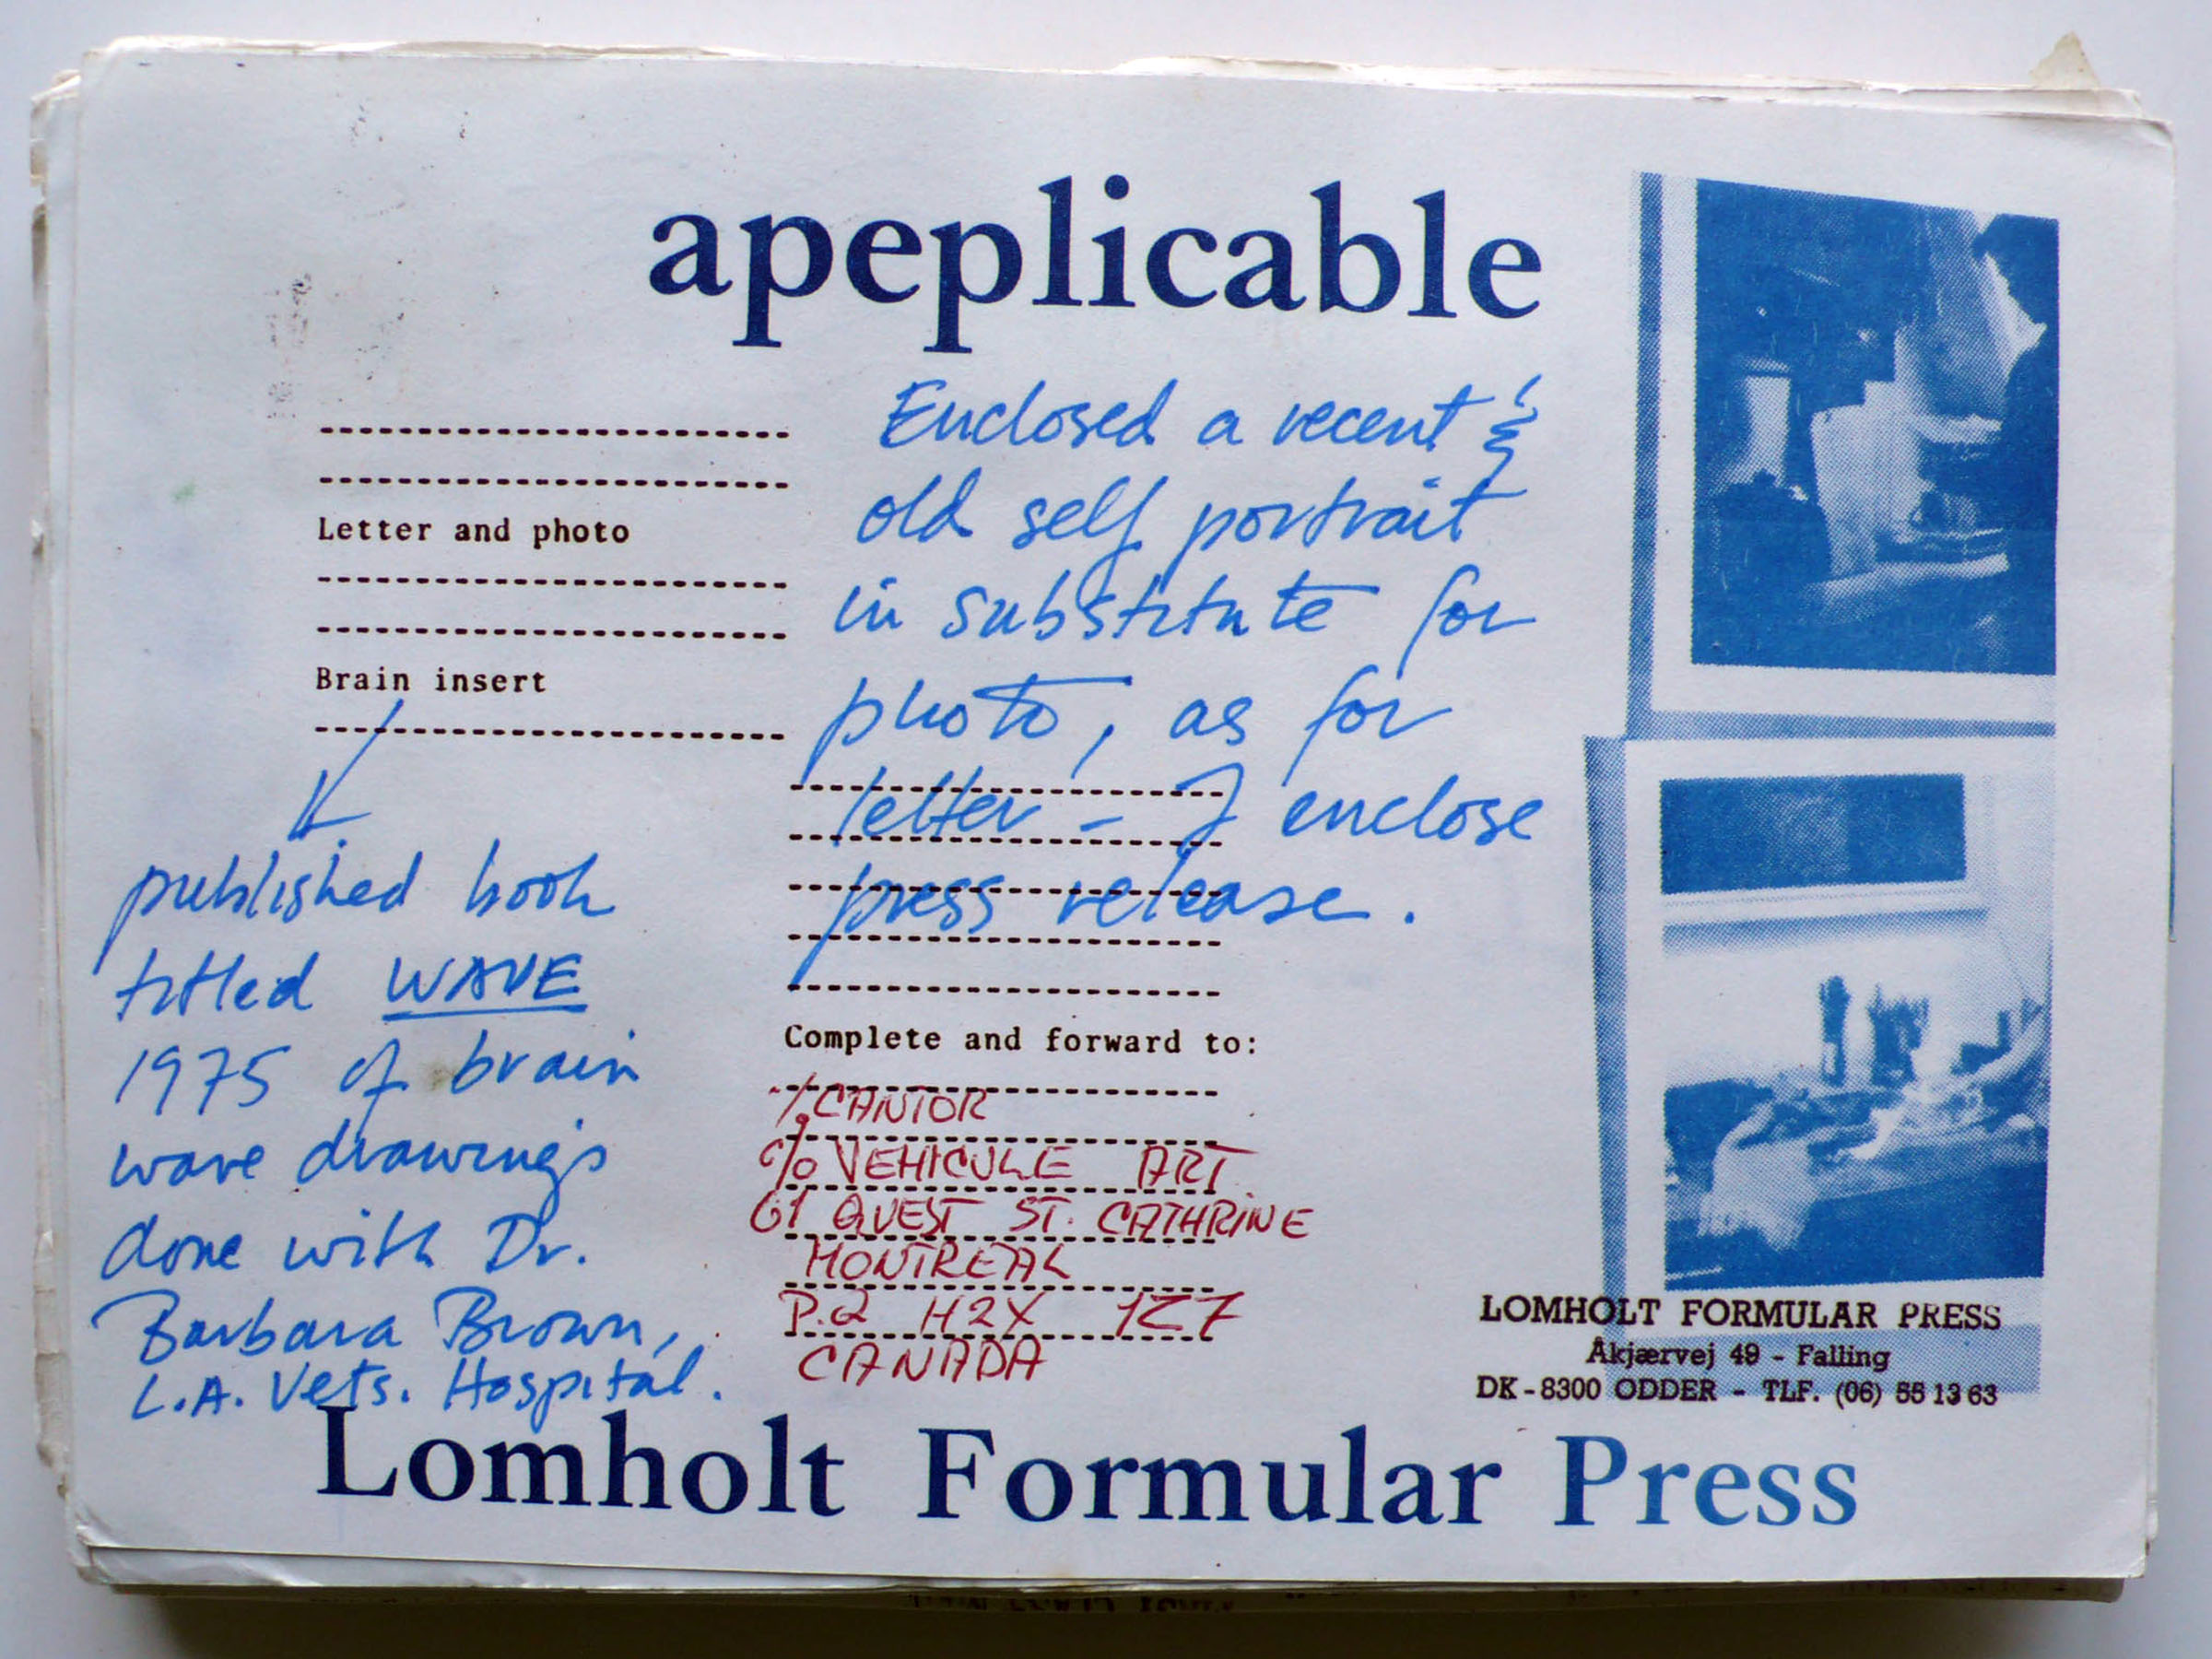 apeplicable
Enclosed a recent &
old self portrait
in substitute for
photo, as for
letter - I enclose
press release.
Letter and photo
Brain insert
published book
titled WAVE
1975 of brain
wave drawings
done with Dr.
Barbara Brown,
L.A. Vets. Hospital.
Complete and forward to:
CANTOR
c/o VEHICULE ART
61 OUEST ST. CATHRINE
MONTREAL
P.Q H2X 1Z7
CANADA
LOMHOLT FORMULAR PRESS
Åkjærvej 49 - Falling
DK-8300 ODDER - TLF. (06) 55 13 63
Lomholt Formular Press